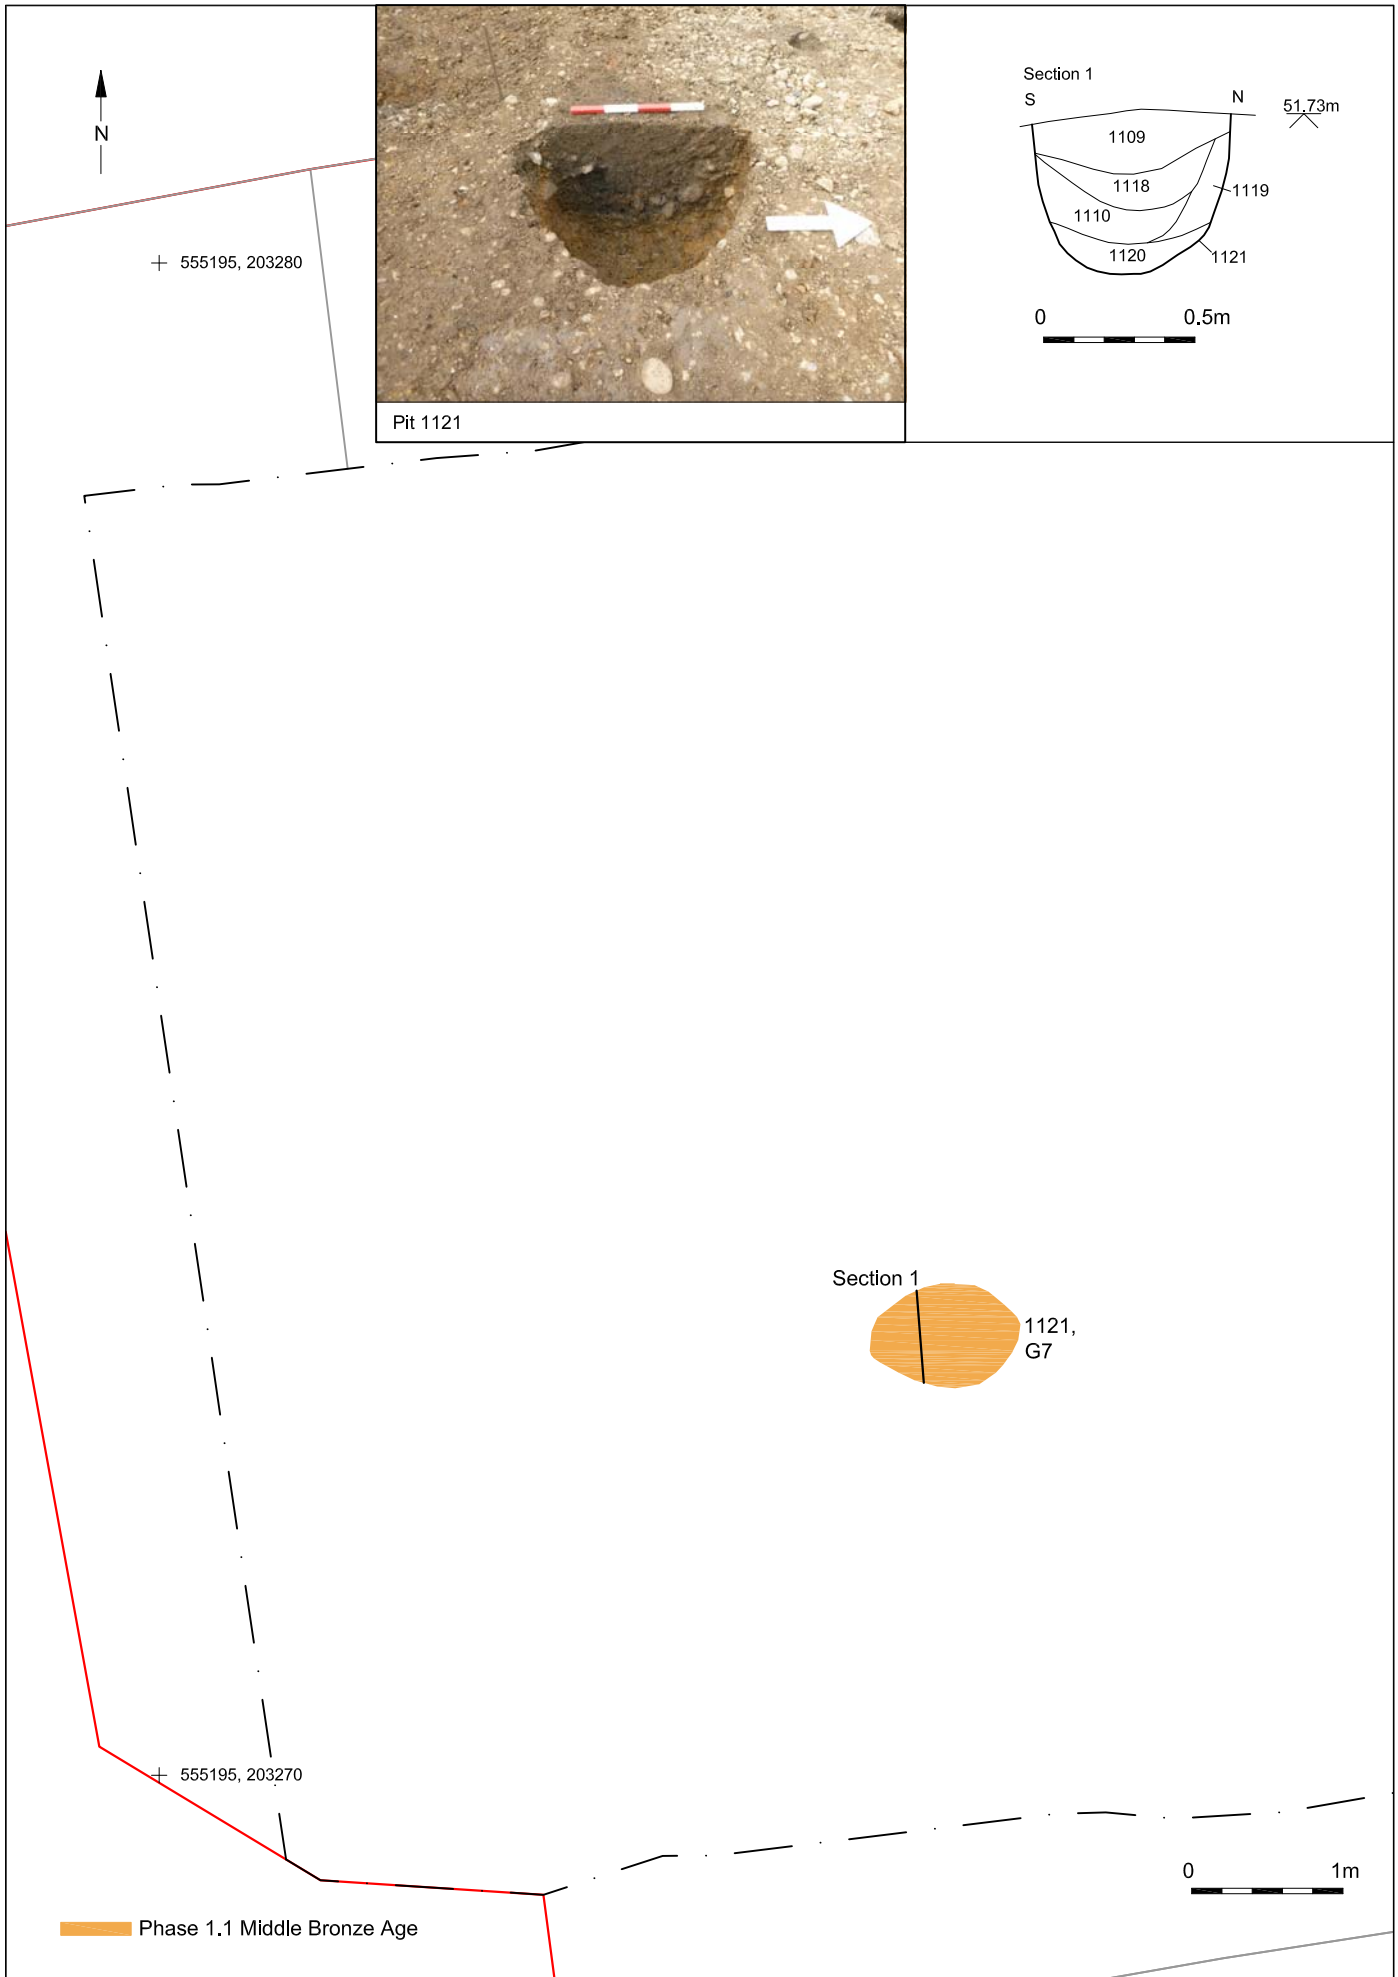 N
555195, 203280
Pit 1121
Section 1
S
N
51.73m
1109
1118
1119
1110
1120
1121
0
0.5m
Section 1
1121,
G7
555195, 203270
0
1m
Phase 1.1 Middle Bronze Age